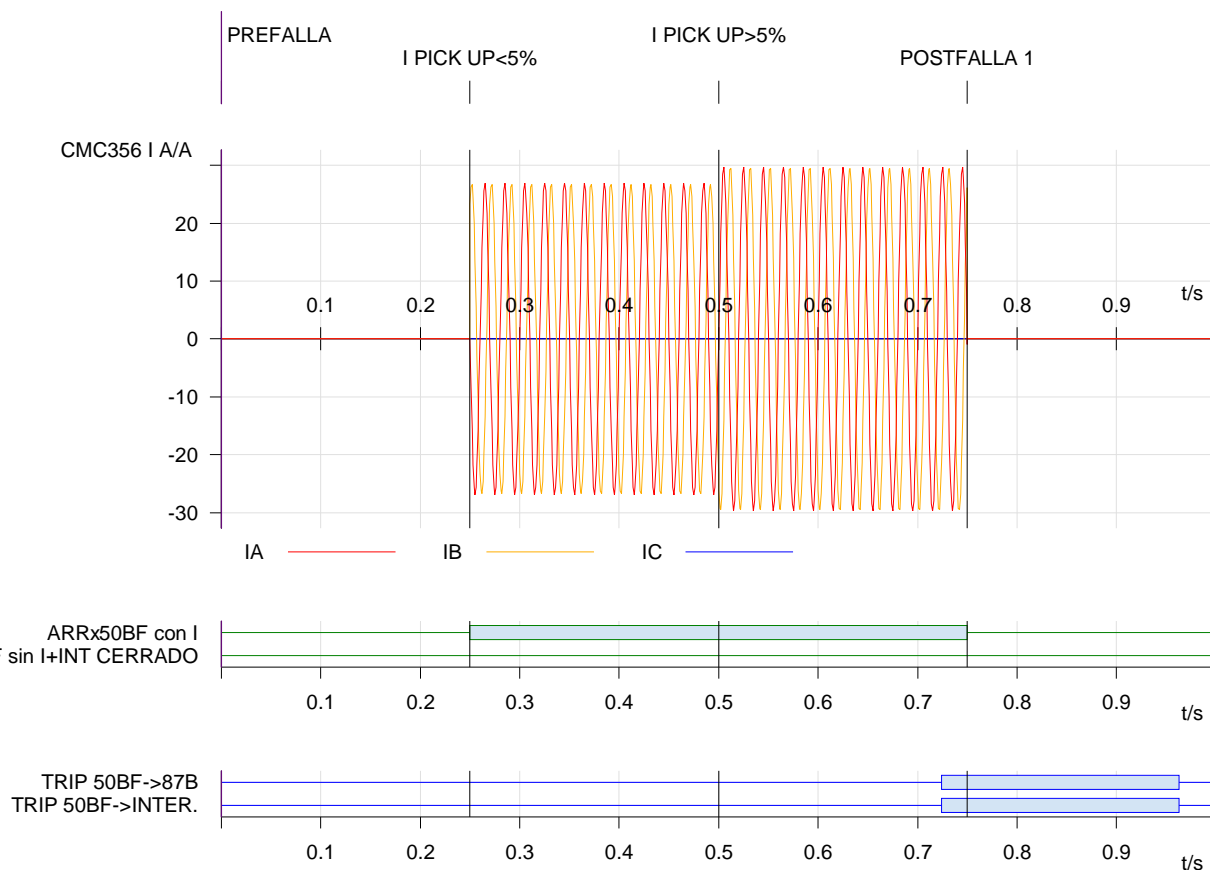 PREFALLA
I PICK UP>5%
I PICK UP<5%
POSTFALLA 1
CMC356 I A/A
20
10
0
-10
-20
-30
0.1 0.2 0.3 0.4 0.5 0.6 0.7 0.8 0.9 t/s
IA IB IC
ARRx50BF con I
F sin I+INT CERRADO
0.1 0.2 0.3 0.4 0.5 0.6 0.7 0.8 0.9 t/s
TRIP 50BF->87B
TRIP 50BF->INTER.
0.1 0.2 0.3 0.4 0.5 0.6 0.7 0.8 0.9 t/s